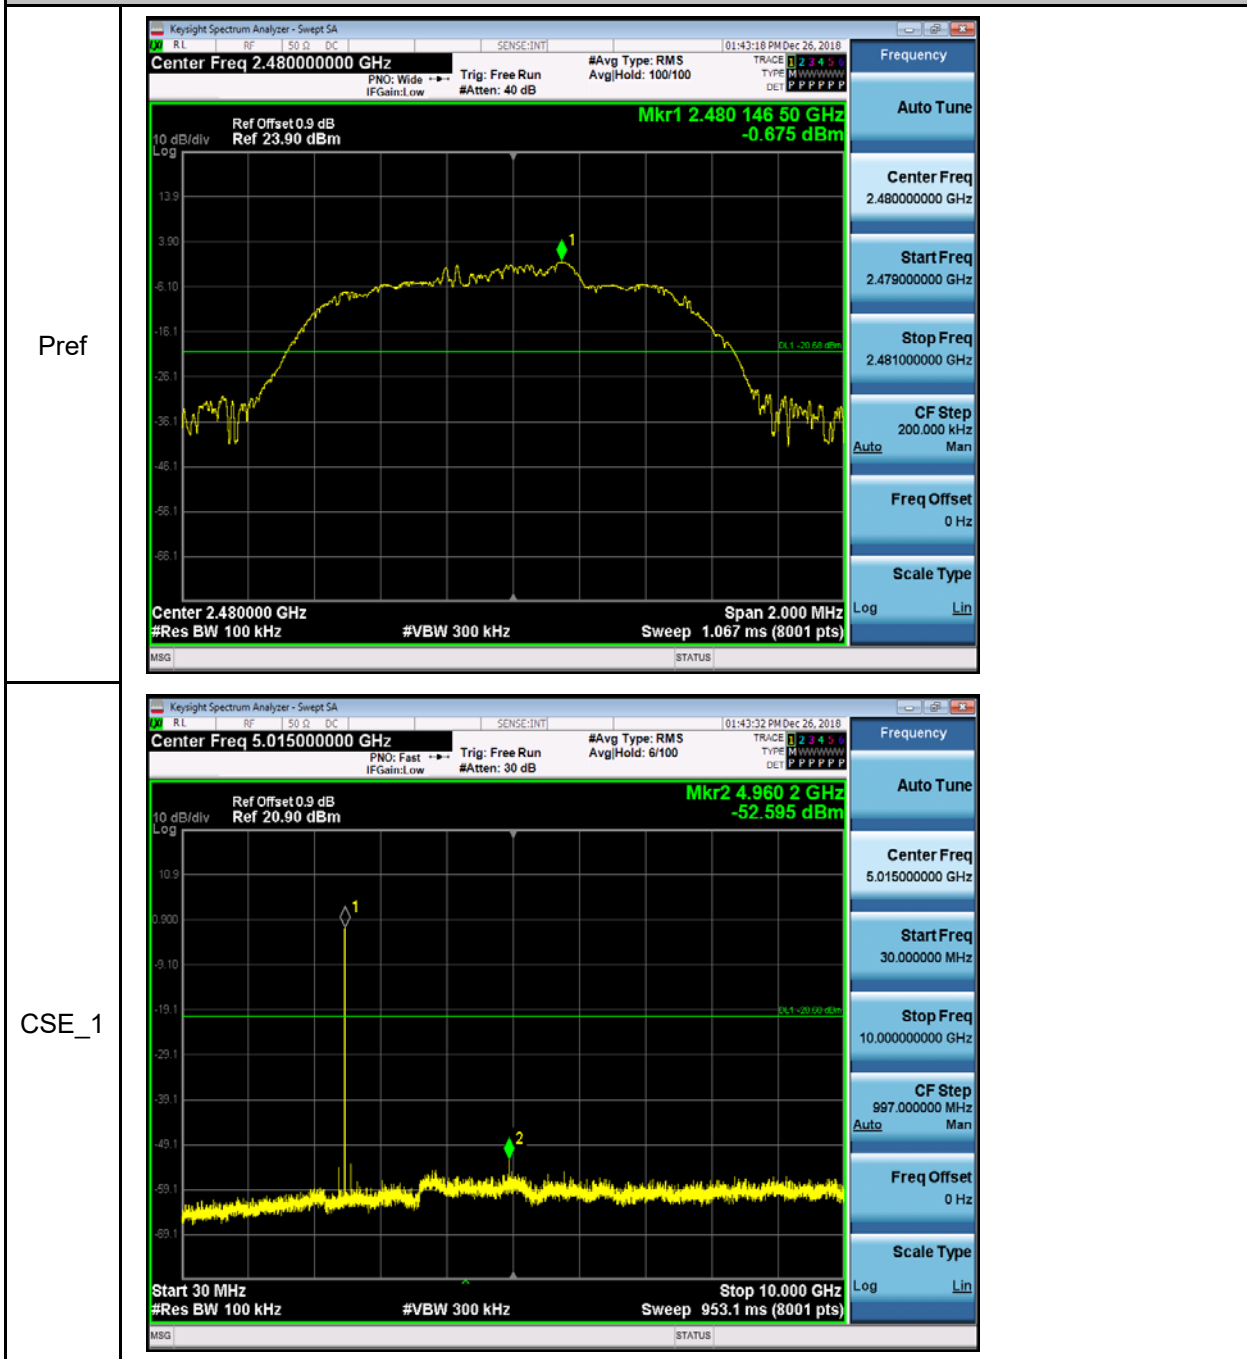 Pref
Keysight Spectrum Analyzer - Swept SA
RL RF 50 Ω DC SENSE:INT 01:43:18 PM Dec 26, 2018
Center Freq 2.480000000 GHz
PNO: Wide
IFGain:Low
Trig: Free Run
#Atten: 40 dB
#Avg Type: RMS
Avg|Hold: 100/100
TRACE 1 2 3 4 5 6
TYPE M W W W W W
DET P P P P P P
Mkr1 2.480 146 50 GHz
-0.675 dBm
Ref Offset 0.9 dB
10 dB/div Ref 23.90 dBm
Log
13.9
3.90
-6.10
-16.1
-26.1
-36.1
-46.1
-56.1
-66.1
1
DL1 -20.68 dBm
Center 2.480000 GHz Span 2.000 MHz
#Res BW 100 kHz #VBW 300 kHz Sweep 1.067 ms (8001 pts)
MSG STATUS
Frequency
Auto Tune
Center Freq
2.480000000 GHz
Start Freq
2.479000000 GHz
Stop Freq
2.481000000 GHz
CF Step
200.000 kHz
Auto Man
Freq Offset
0 Hz
Scale Type
Log Lin
CSE_1
Keysight Spectrum Analyzer - Swept SA
RL RF 50 Ω DC SENSE:INT 01:43:32 PM Dec 26, 2018
Center Freq 5.015000000 GHz
PNO: Fast
IFGain:Low
Trig: Free Run
#Atten: 30 dB
#Avg Type: RMS
Avg|Hold: 6/100
TRACE 1 2 3 4 5 6
TYPE M W W W W W
DET P P P P P P
Mkr2 4.960 2 GHz
-52.595 dBm
Ref Offset 0.9 dB
10 dB/div Ref 20.90 dBm
Log
10.9
0.900
-9.10
-19.1
-29.1
-39.1
-49.1
-59.1
-69.1
1
2
DL1 -20.00 dBm
Start 30 MHz Stop 10.000 GHz
#Res BW 100 kHz #VBW 300 kHz Sweep 953.1 ms (8001 pts)
MSG STATUS
Frequency
Auto Tune
Center Freq
5.015000000 GHz
Start Freq
30.000000 MHz
Stop Freq
10.000000000 GHz
CF Step
997.000000 MHz
Auto Man
Freq Offset
0 Hz
Scale Type
Log Lin